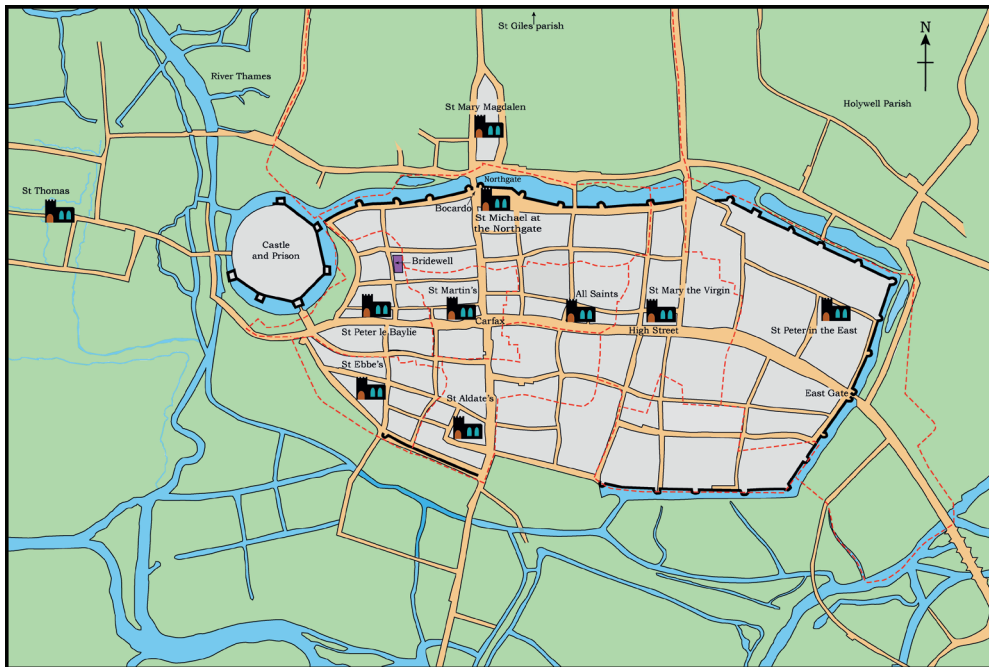 St Giles parish
N
River Thames
Holywell Parish
St Mary Magdalen
Northgate
St Thomas
Bocardo
St Michael at
the Northgate
Castle
and Prison
Bridewell
St Martin's
All Saints
St Mary the Virgin
Carfax
High Street
St Peter le Baylie
St Peter in the East
St Ebbe's
East Gate
St Aldate's